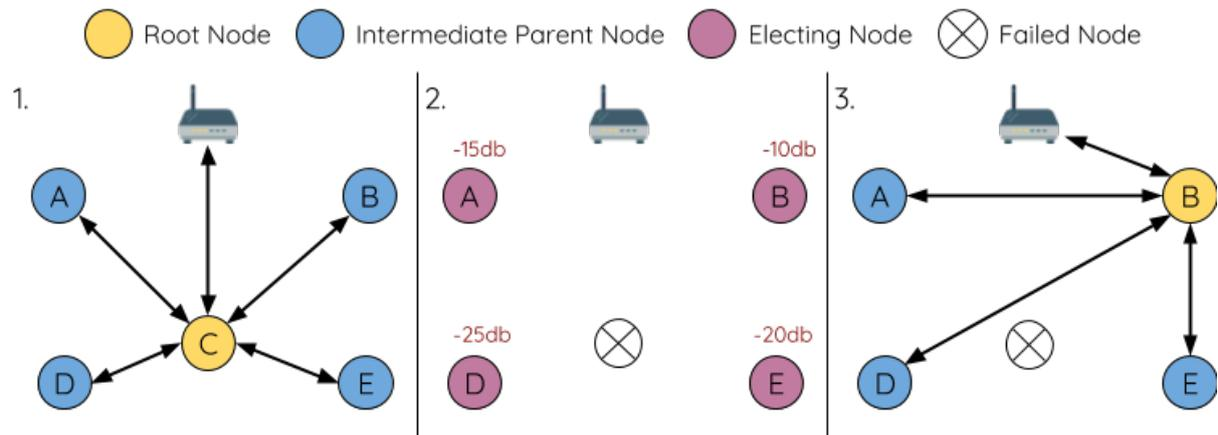 Root Node Intermediate Parent Node Electing Node Failed Node
1. 2. 3.
-15db -10db
A B A B A B
-25db -20db
C
D E D E D E